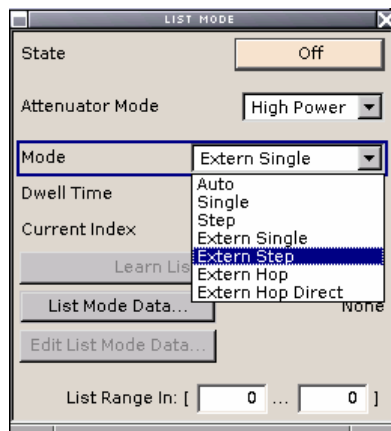 LIST MODE
State Off
Attenuator Mode High Power
Mode Extern Single
Auto
Dwell Time Single
Step
Current Index Extern Single
Extern Step
Learn Lis Extern Hop
Extern Hop Direct
List Mode Data... None
Edit List Mode Data...
List Range In: [ 0 ... 0 ]